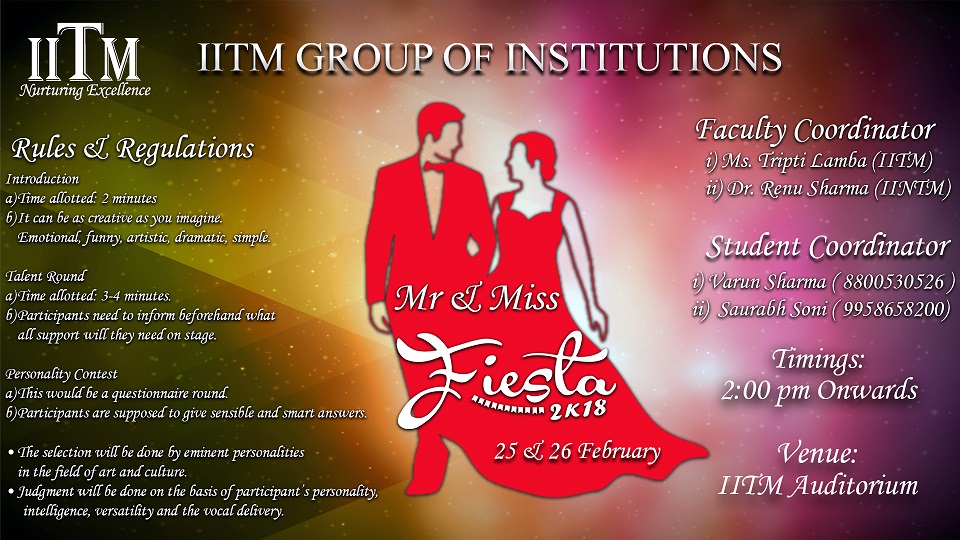 IITM
Nurturing Excellence
IITM GROUP OF INSTITUTIONS
Rules & Regulations
Introduction
a)Time allotted: 2 minutes
b)It can be as creative as you imagine.
Emotional, funny, artistic, dramatic, simple.
Talent Round
a)Time allotted: 3-4 minutes.
b)Participants need to inform beforehand what
all support will they need on stage.
Personality Contest
a)This would be a questionnaire round.
b)Participants are supposed to give sensible and smart answers.
• The selection will be done by eminent personalities
in the field of art and culture.
• Judgment will be done on the basis of participant`s personality,
intelligence, versatility and the vocal delivery.
Mr & Miss
Fiesta
2K18
25 & 26 February
Faculty Coordinator
i) Ms. Tripti Lamba (IITM)
ii) Dr. Renu Sharma (IINTM)
Student Coordinator
i) Varun Sharma ( 8800530526 )
ii) Saurabh Soni ( 9958658200)
Timings:
2:00 pm Onwards
Venue:
IITM Auditorium